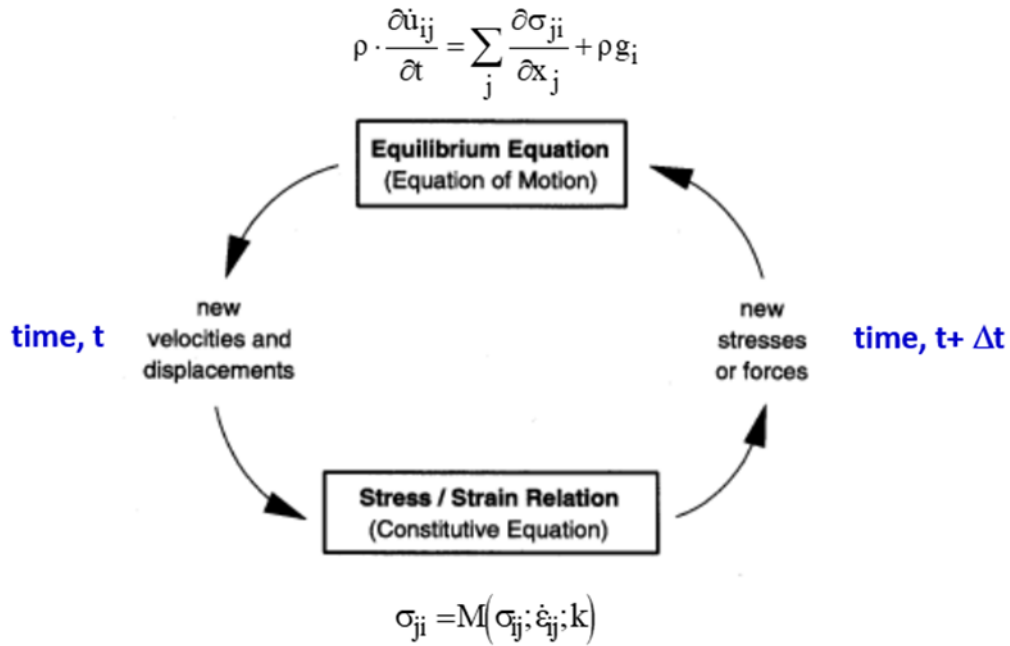 ρ · ∂u̇ij/∂t = ∑j ∂σji/∂xj + ρgi
Equilibrium Equation
(Equation of Motion)
time, t
new
velocities and
displacements
new
stresses
or forces
time, t+ Δt
Stress / Strain Relation
(Constitutive Equation)
σji =M(σij;ε̇ij;k)